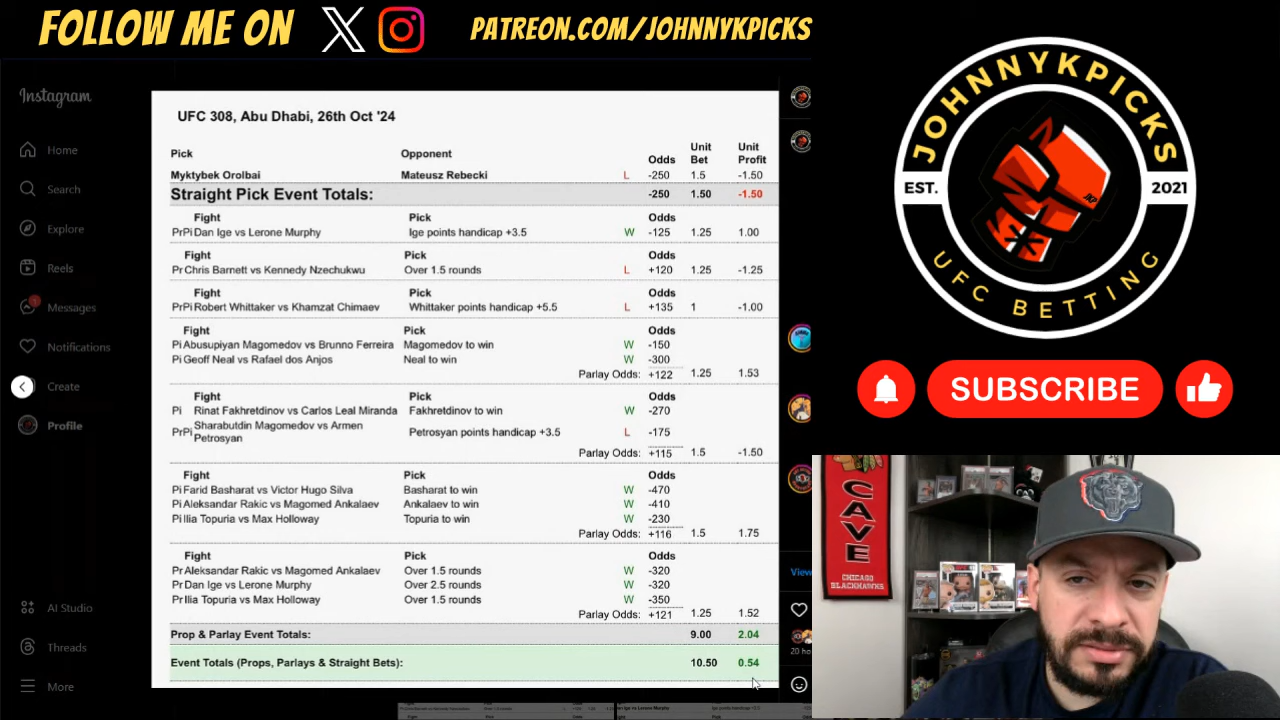 FOLLOW ME ON
PATREON.COM/JOHNNYKPICKS
Instagram
Home
Search
Explore
Reels
Messages
Notifications
Create
Profile
AI Studio
Threads
More
UFC 308, Abu Dhabi, 26th Oct '24
Pick Opponent Odds Unit Bet Unit Profit
Myktybek Orolbai Mateusz Rebecki L -250 1.5 -1.50
Straight Pick Event Totals: -250 1.50 -1.50
Fight Pick Odds
PrPi Dan Ige vs Lerone Murphy Ige points handicap +3.5 W -125 1.25 1.00
Fight Pick Odds
Pr Chris Barnett vs Kennedy Nzechukwu Over 1.5 rounds L +120 1.25 -1.25
Fight Pick Odds
PrPi Robert Whittaker vs Khamzat Chimaev Whittaker points handicap +5.5 L +135 1 -1.00
Fight Pick Odds
Pi Abusupiyan Magomedov vs Brunno Ferreira Magomedov to win W -150
Pi Geoff Neal vs Rafael dos Anjos Neal to win W -300
Parlay Odds: +122 1.25 1.53
Fight Pick Odds
Pi Rinat Fakhretdinov vs Carlos Leal Miranda Fakhretdinov to win W -270
PrPi Sharabutdin Magomedov vs Armen Petrosyan Petrosyan points handicap +3.5 L -175
Parlay Odds: +115 1.5 -1.50
Fight Pick Odds
Pi Farid Basharat vs Victor Hugo Silva Basharat to win W -470
Pi Aleksandar Rakic vs Magomed Ankalaev Ankalaev to win W -410
Pi Ilia Topuria vs Max Holloway Topuria to win W -230
Parlay Odds: +116 1.5 1.75
Fight Pick Odds
Pr Aleksandar Rakic vs Magomed Ankalaev Over 1.5 rounds W -320
Pr Dan Ige vs Lerone Murphy Over 2.5 rounds W -320
Pr Ilia Topuria vs Max Holloway Over 1.5 rounds W -350
Parlay Odds: +121 1.25 1.52
Prop & Parlay Event Totals: 9.00 2.04
Event Totals (Props, Parlays & Straight Bets): 10.50 0.54
View
20 ho
JOHNNYKPICKS
EST. 2021
JKP
UFC BETTING
SUBSCRIBE
CAVE
CHICAGO
BLACKHAWKS